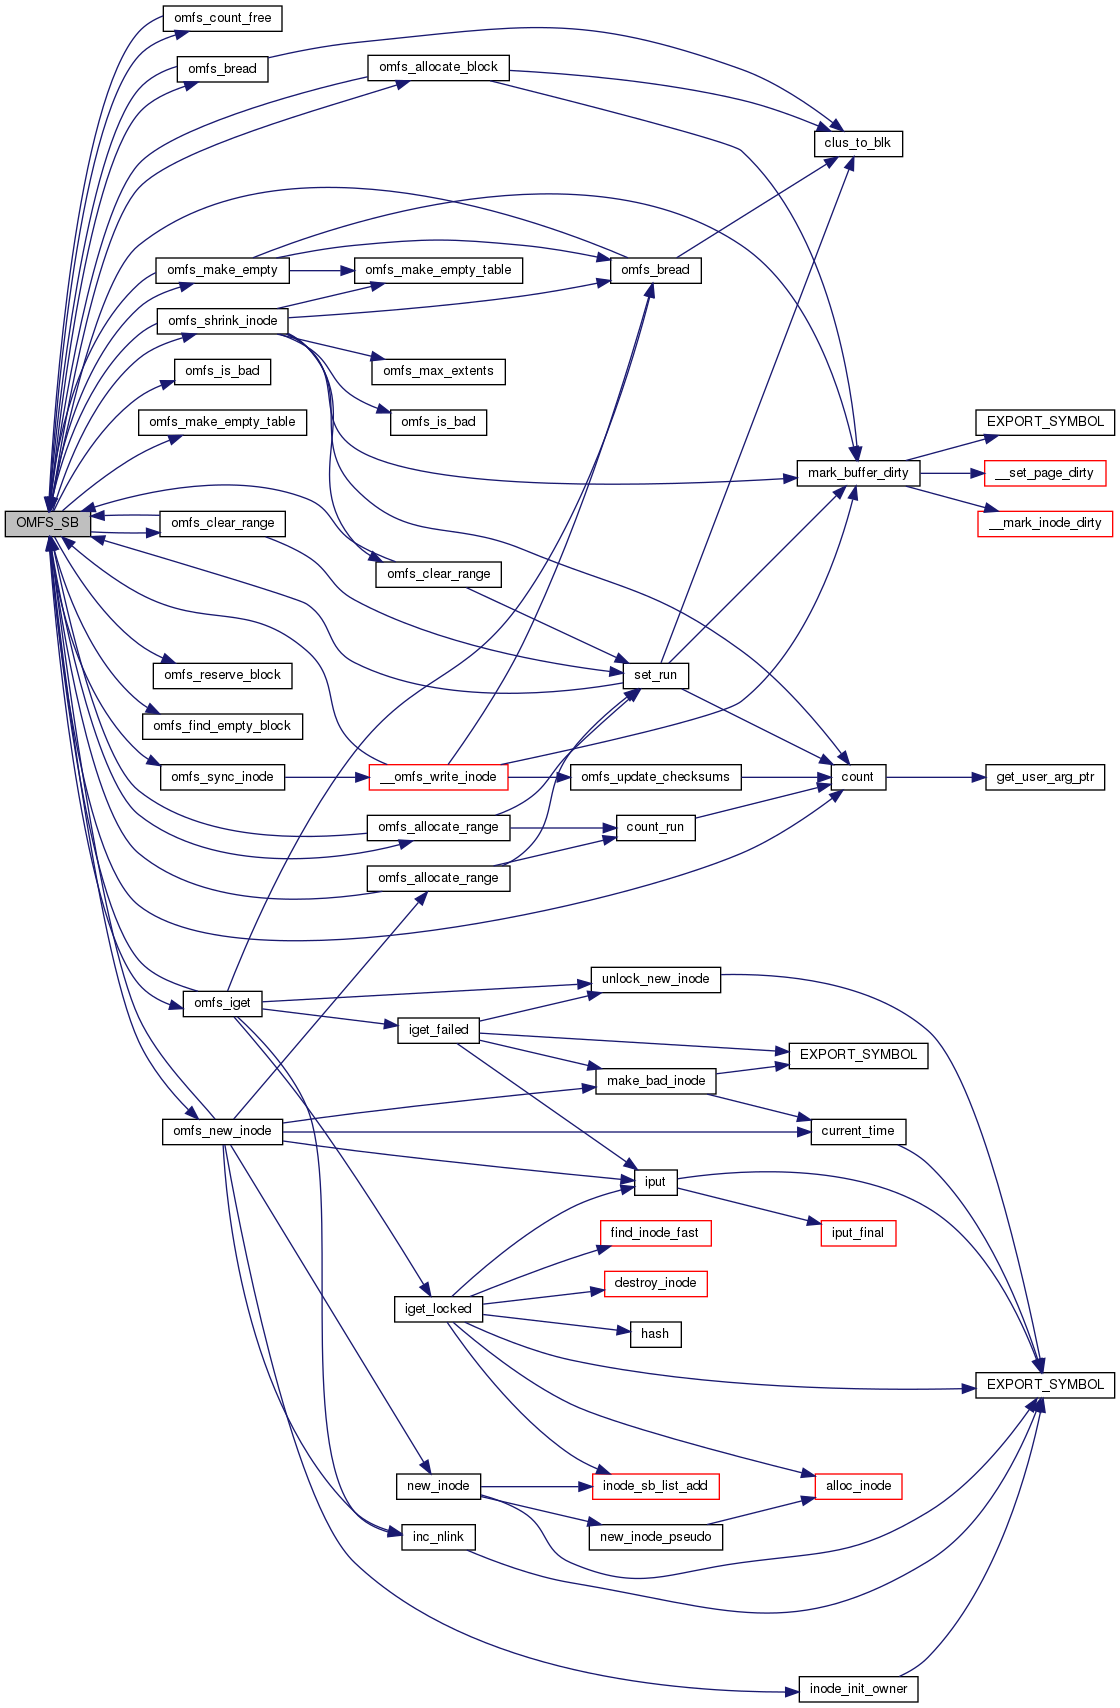 omfs_count_free
omfs_bread
omfs_allocate_block
clus_to_blk
omfs_make_empty
omfs_make_empty_table
omfs_bread
omfs_shrink_inode
omfs_is_bad
omfs_max_extents
omfs_make_empty_table
omfs_is_bad
EXPORT_SYMBOL
mark_buffer_dirty
__set_page_dirty
OMFS_SB
omfs_clear_range
__mark_inode_dirty
omfs_clear_range
omfs_reserve_block
set_run
omfs_find_empty_block
omfs_sync_inode
__omfs_write_inode
omfs_update_checksums
count
get_user_arg_ptr
omfs_allocate_range
count_run
omfs_allocate_range
unlock_new_inode
omfs_iget
iget_failed
EXPORT_SYMBOL
make_bad_inode
omfs_new_inode
current_time
iput
find_inode_fast
iput_final
destroy_inode
iget_locked
hash
EXPORT_SYMBOL
new_inode
inode_sb_list_add
alloc_inode
inc_nlink
new_inode_pseudo
inode_init_owner